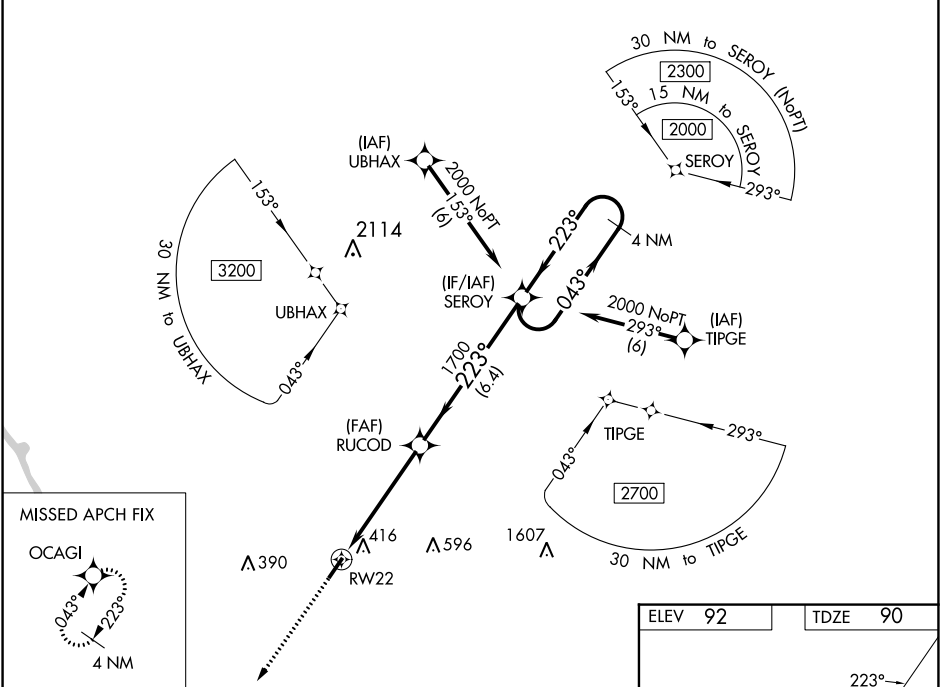 30 NM to SEROY (NoPT)
2300
15 NM to SEROY
2000
153°
SEROY
293°
(IAF)
UBHAX
2000 NoPT
153°
(6)
2114
153°
3200
30 NM to UBHAX
UBHAX
043°
223°
4 NM
043°
(IF/IAF)
SEROY
2000 NoPT
293°
(6)
(IAF)
TIPGE
1700
223°
(6.4)
(FAF)
RUCOD
TIPGE
293°
043°
2700
30 NM to TIPGE
MISSED APCH FIX
OCAGI
043°
223°
4 NM
390
416
596
1607
RW22
ELEV 92
TDZE 90
223°